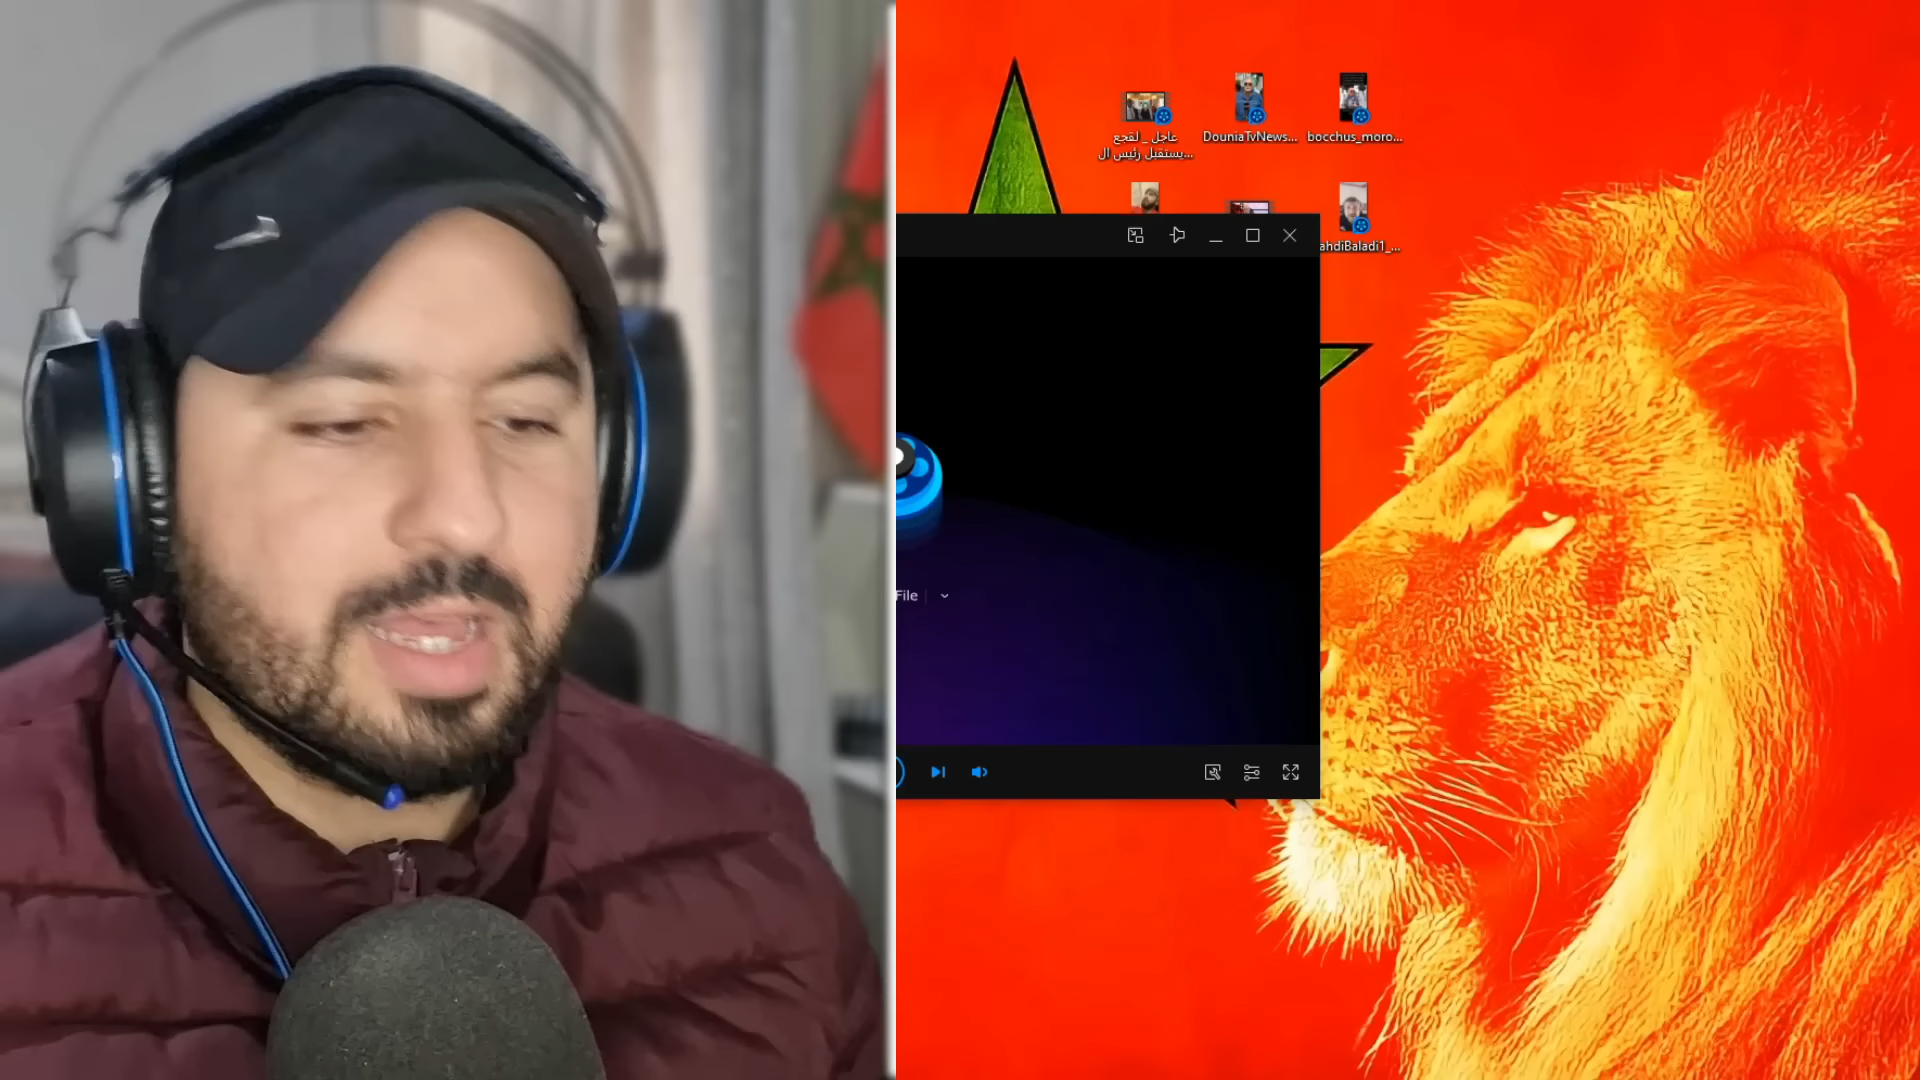 عاجل _ لقجع
يستقبل رئيس ال...
DouniaTvNews...
bocchus_moro...
ahdiBaladi1_...
File